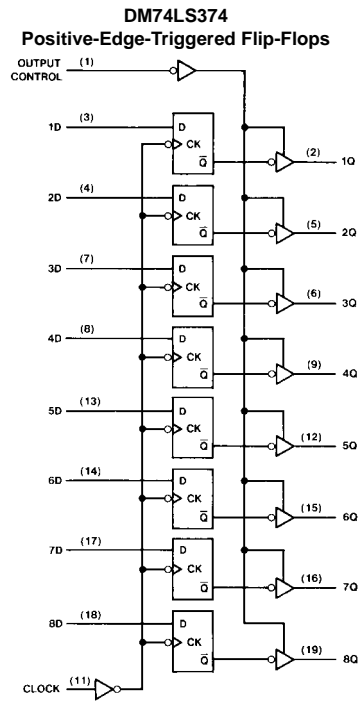 DM74LS374
Positive-Edge-Triggered Flip-Flops
OUTPUT CONTROL (1)
1D (3) D
CK
Q̅ (2) 1Q
2D (4) D
CK
Q̅ (5) 2Q
3D (7) D
CK
Q̅ (6) 3Q
4D (8) D
CK
Q̅ (9) 4Q
5D (13) D
CK
Q̅ (12) 5Q
6D (14) D
CK
Q̅ (15) 6Q
7D (17) D
CK
Q̅ (16) 7Q
8D (18) D
CK
Q̅ (19) 8Q
CLOCK (11)